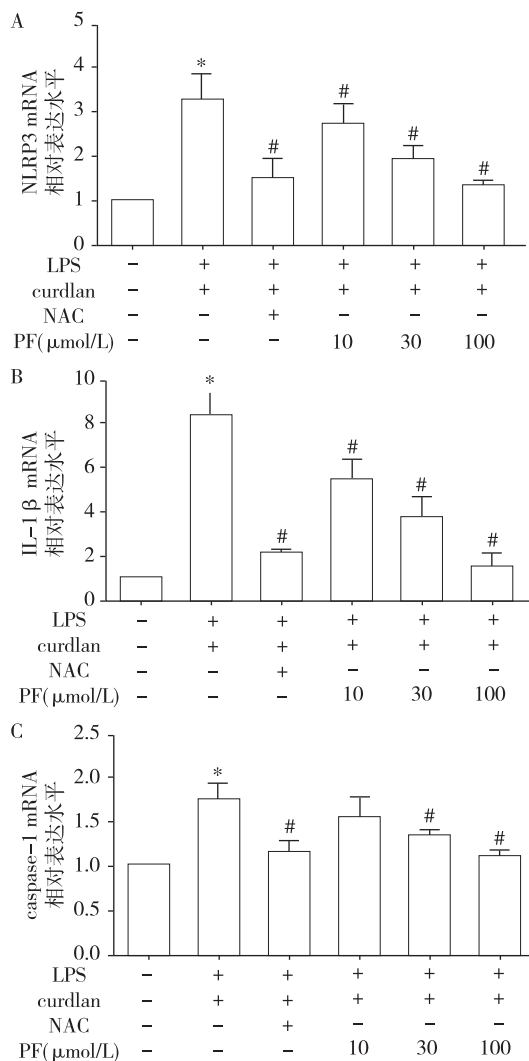 A
NLRP3 mRNA
相对表达水平
5
4
3
2
1
0
*
#
#
#
#
LPS − + + + + +
curdlan − + + + + +
NAC − − + − − −
PF(μmol/L) − − − 10 30 100
B
IL-1β mRNA
相对表达水平
10
8
6
4
2
0
*
#
#
#
#
LPS − + + + + +
curdlan − + + + + +
NAC − − + − − −
PF(μmol/L) − − − 10 30 100
C
caspase-1 mRNA
相对表达水平
2.5
2.0
1.5
1.0
0.5
0.0
*
#
#
#
LPS − + + + + +
curdlan − + + + + +
NAC − − + − − −
PF(μmol/L) − − − 10 30 100